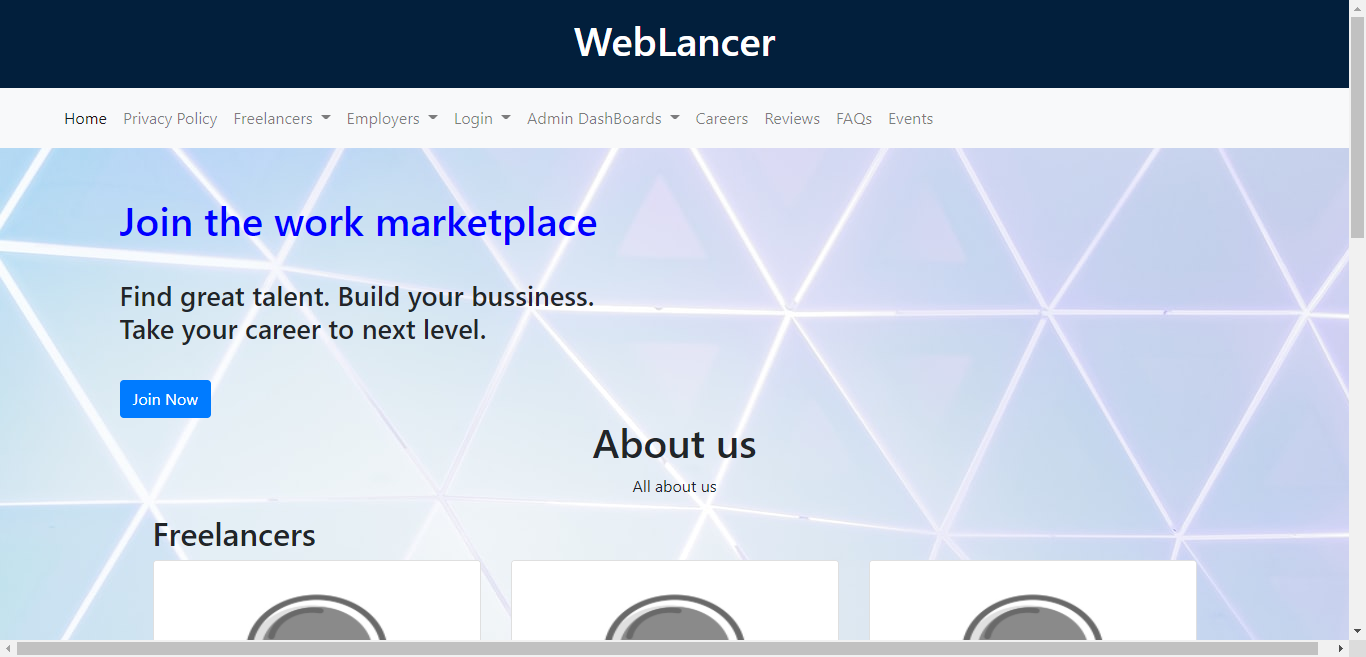 WebLancer
Home Privacy Policy Freelancers Employers Login Admin DashBoards Careers Reviews FAQs Events
Join the work marketplace
Find great talent. Build your bussiness.
Take your career to next level.
Join Now
About us
All about us
Freelancers